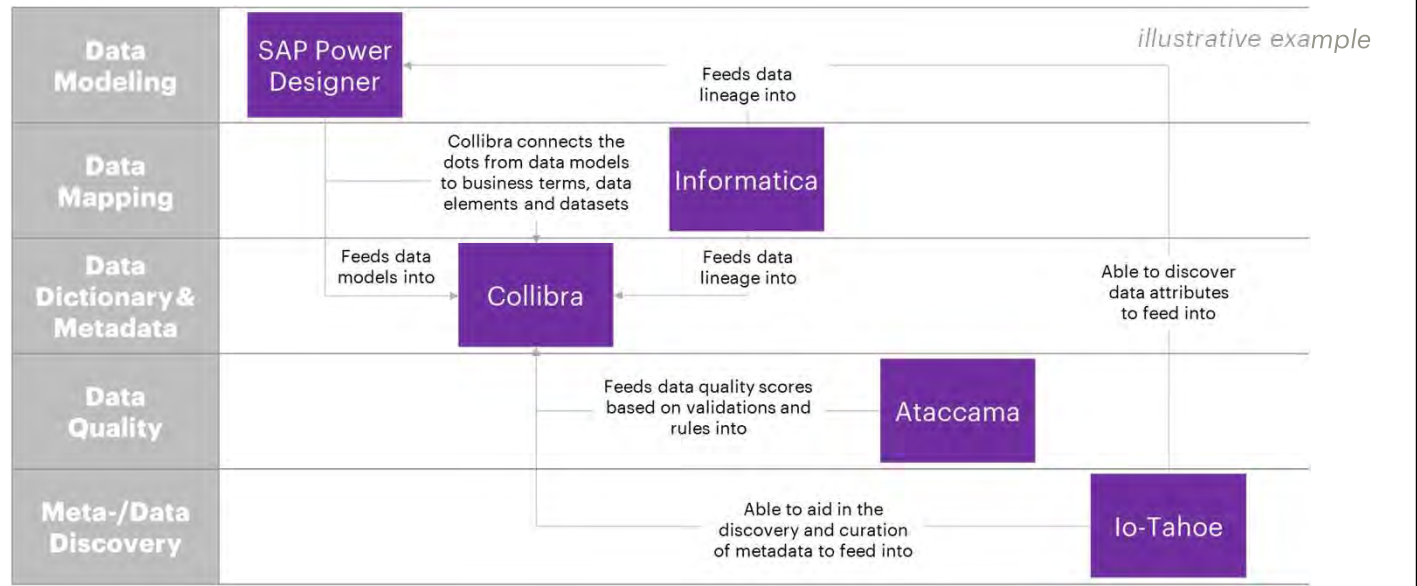 illustrative example
Data
Modeling
SAP Power
Designer
Feeds data
lineage into
Data
Mapping
Collibra connects the
dots from data models
to business terms, data
elements and datasets
Informatica
Data
Dictionary &
Metadata
Feeds data
models into
Collibra
Feeds data
lineage into
Able to discover
data attributes
to feed into
Data
Quality
Feeds data quality scores
based on validations and
rules into
Ataccama
Meta-/Data
Discovery
Able to aid in the
discovery and curation
of metadata to feed into
Io-Tahoe